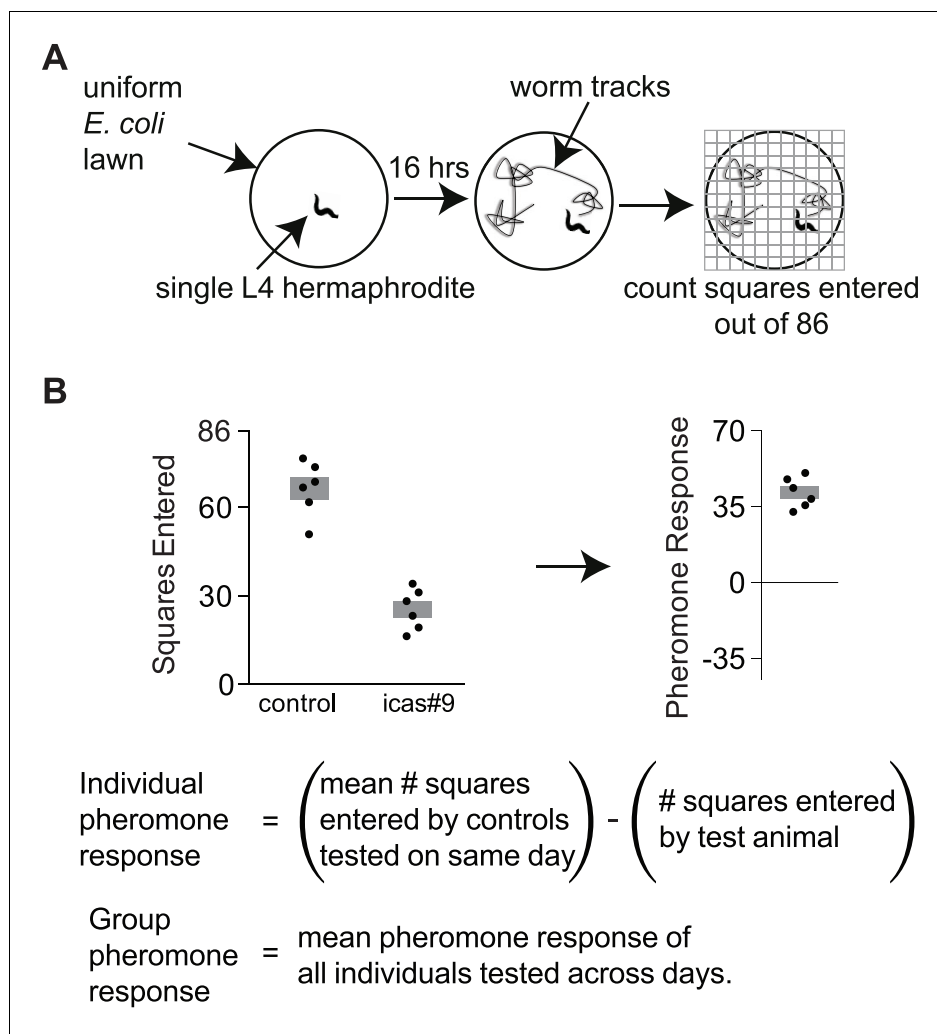 A
uniform
E. coli
lawn
worm tracks
16 hrs
single L4 hermaphrodite
count squares entered
out of 86
B
Squares Entered
86
60
30
0
control
icas#9
Pheromone Response
70
35
0
-35
Individual
pheromone
response
=
(mean # squares
entered by controls
tested on same day)
-
(# squares entered
by test animal)
Group
pheromone
response
=
mean pheromone response of
all individuals tested across days.